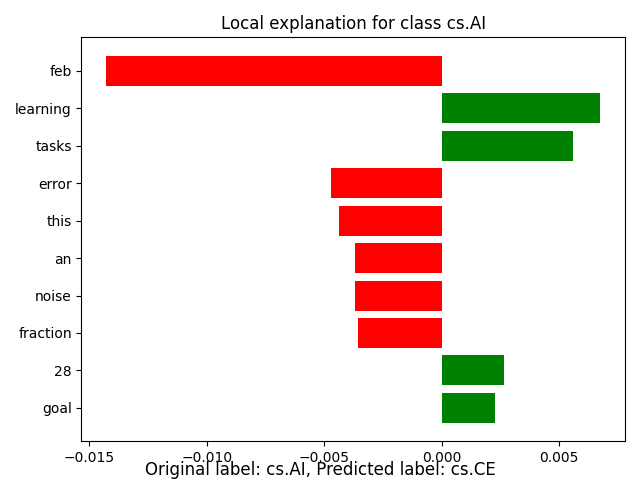 Local explanation for class cs.AI
feb
learning
tasks
error
this
an
noise
fraction
28
goal
−0.015 −0.010 −0.005 0.000 0.005
Original label: cs.AI, Predicted label: cs.CE